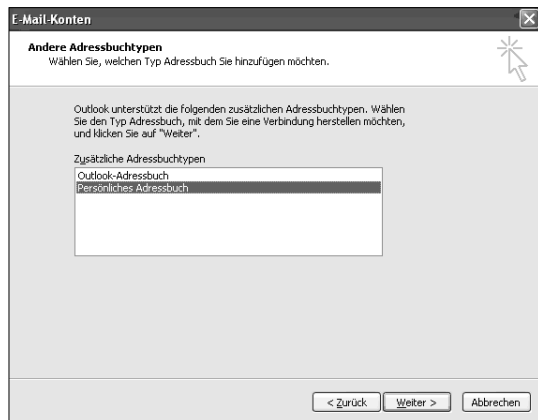 E-Mail-Konten
Andere Adressbuchtypen
Wählen Sie, welchen Typ Adressbuch Sie hinzufügen möchten.
Outlook unterstützt die folgenden zusätzlichen Adressbuchtypen. Wählen
Sie den Typ Adressbuch, mit dem Sie eine Verbindung herstellen möchten,
und klicken Sie auf "Weiter".
Zusätzliche Adressbuchtypen
Outlook-Adressbuch
Persönliches Adressbuch
< Zurück Weiter > Abbrechen